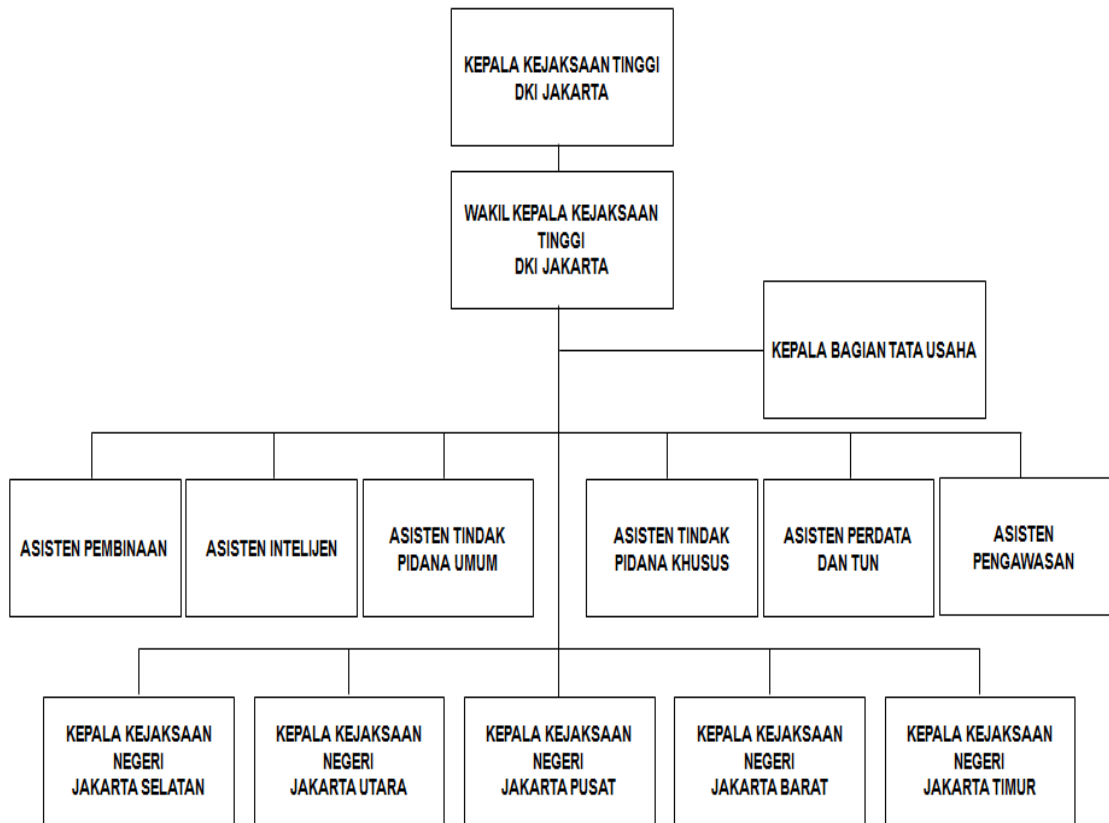 KEPALA KEJAKSAAN TINGGI
DKI JAKARTA
WAKIL KEPALA KEJAKSAAN
TINGGI
DKI JAKARTA
KEPALA BAGIAN TATA USAHA
ASISTEN PEMBINAAN
ASISTEN INTELIJEN
ASISTEN TINDAK
PIDANA UMUM
ASISTEN TINDAK
PIDANA KHUSUS
ASISTEN PERDATA
DAN TUN
ASISTEN
PENGAWASAN
KEPALA KEJAKSAAN
NEGERI
JAKARTA SELATAN
KEPALA KEJAKSAAN
NEGERI
JAKARTA UTARA
KEPALA KEJAKSAAN
NEGERI
JAKARTA PUSAT
KEPALA KEJAKSAAN
NEGERI
JAKARTA BARAT
KEPALA KEJAKSAAN
NEGERI
JAKARTA TIMUR